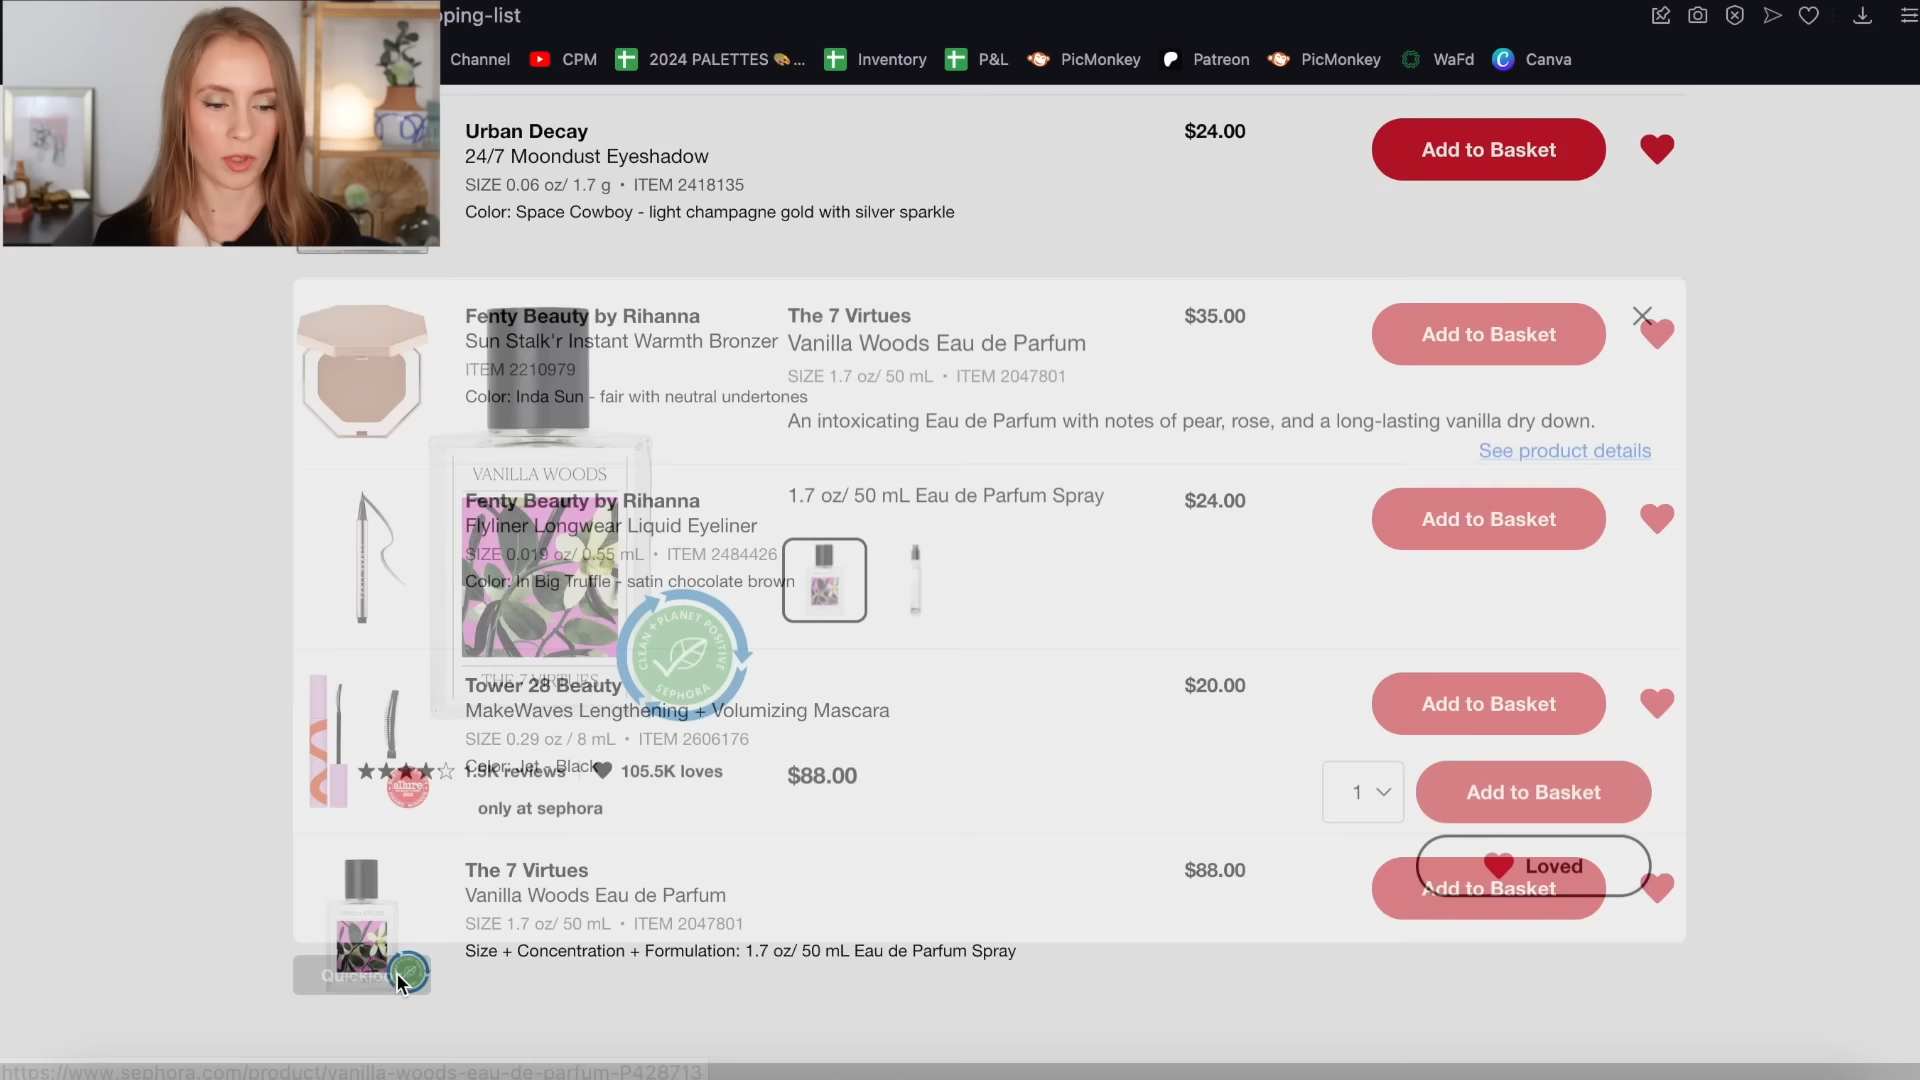 ping-list
Channel CPM 2024 PALETTES 🎨 ... Inventory P&L PicMonkey Patreon PicMonkey WaFd Canva
Urban Decay
24/7 Moondust Eyeshadow
SIZE 0.06 oz/ 1.7 g • ITEM 2418135
Color: Space Cowboy - light champagne gold with silver sparkle
$24.00
Add to Basket
Fenty Beauty by Rihanna
Sun Stalk'r Instant Warmth Bronzer
ITEM 2210979
Color: Inda Sun - fair with neutral undertones
$35.00
Add to Basket
The 7 Virtues
Vanilla Woods Eau de Parfum
SIZE 1.7 oz/ 50 mL • ITEM 2047801
An intoxicating Eau de Parfum with notes of pear, rose, and a long-lasting vanilla dry down.
See product details
VANILLA WOODS
1.7 oz/ 50 mL Eau de Parfum Spray
Fenty Beauty by Rihanna
Flyliner Longwear Liquid Eyeliner
SIZE 0.019 oz/ 0.55 mL • ITEM 2484426
Color: In Big Truffle - satin chocolate brown
$24.00
Add to Basket
CLEAN + PLANET POSITIVE
SEPHORA
THE 7 VIRTUES
Tower 28 Beauty
MakeWaves Lengthening + Volumizing Mascara
SIZE 0.29 oz / 8 mL • ITEM 2606176
Color: Jet - Black
$20.00
Add to Basket
allure
1.5K reviews 105.5K loves
only at sephora
$88.00
1
Add to Basket
Loved
The 7 Virtues
Vanilla Woods Eau de Parfum
SIZE 1.7 oz/ 50 mL • ITEM 2047801
Size + Concentration + Formulation: 1.7 oz/ 50 mL Eau de Parfum Spray
$88.00
Add to Basket
https://www.sephora.com/product/vanilla-woods-eau-de-parfum-P428713